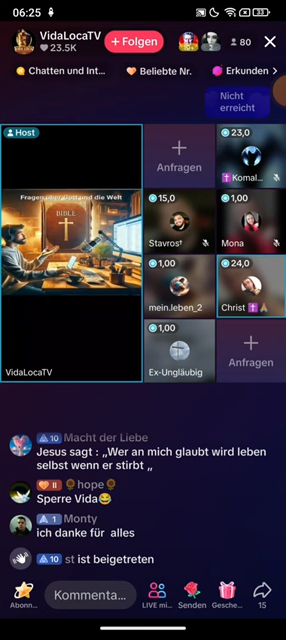 06:25
33
VidaLocaTV
23.5K
+ Folgen
80
Chatten und Int...
Beliebte Nr.
Erkunden >
Nicht
erreicht
Host
Fragen über Gott und die Welt
BIBLE
VidaLocaTV
Anfragen
23,0
Komal...
15,0
Stavros†
1,00
Mona
1,00
mein.leben_2
24,0
Christ
1,00
Ex-Ungläubig
Anfragen
10 Macht der Liebe
Jesus sagt : „Wer an mich glaubt wird leben
selbst wenn er stirbt „
II hope
Sperre Vida😂
1 Monty
ich danke für alles
10 st ist beigetreten
Abonn...
Kommenta...
LIVE mi...
Senden
Gesche...
15